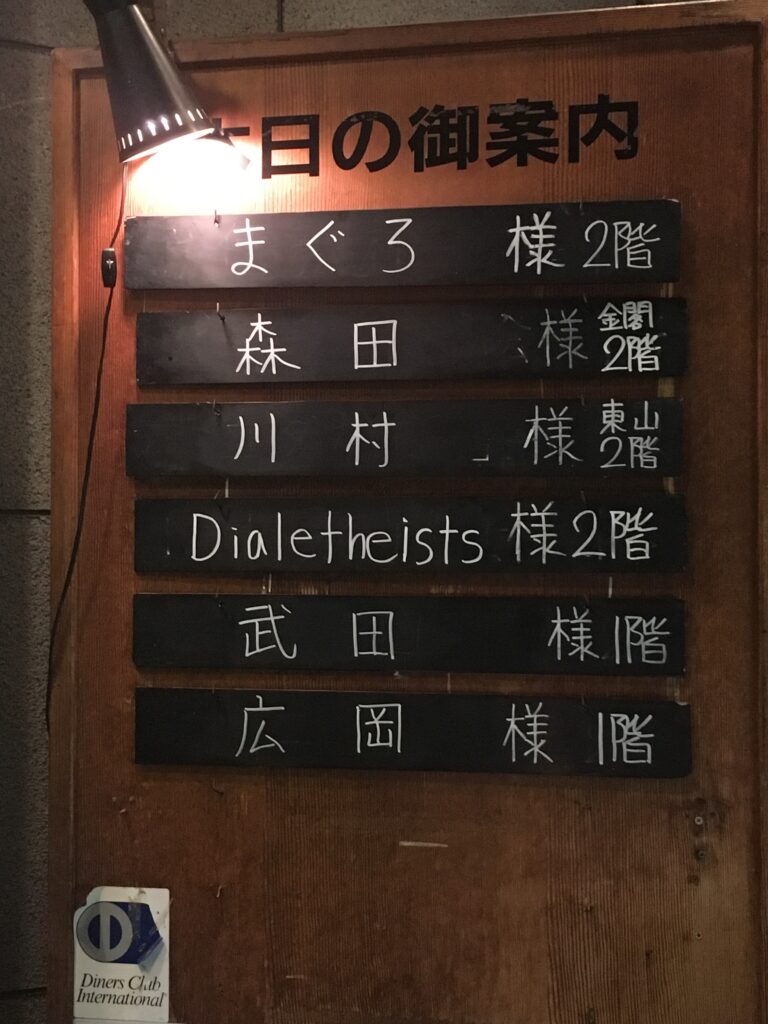 本日の御案内
まぐろ 様 2階
森田 様 金閣 2階
川村 様 東山 2階
Dialetheists 様 2階
武田 様 1階
広岡 様 1階
Diners Club
International